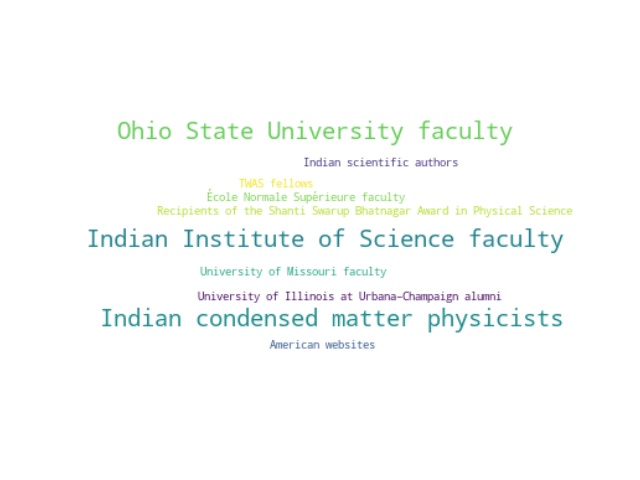 Ohio State University faculty
Indian scientific authors
TWAS fellows
École Normale Supérieure faculty
Recipients of the Shanti Swarup Bhatnagar Award in Physical Science
Indian Institute of Science faculty
University of Missouri faculty
University of Illinois at Urbana–Champaign alumni
Indian condensed matter physicists
American websites